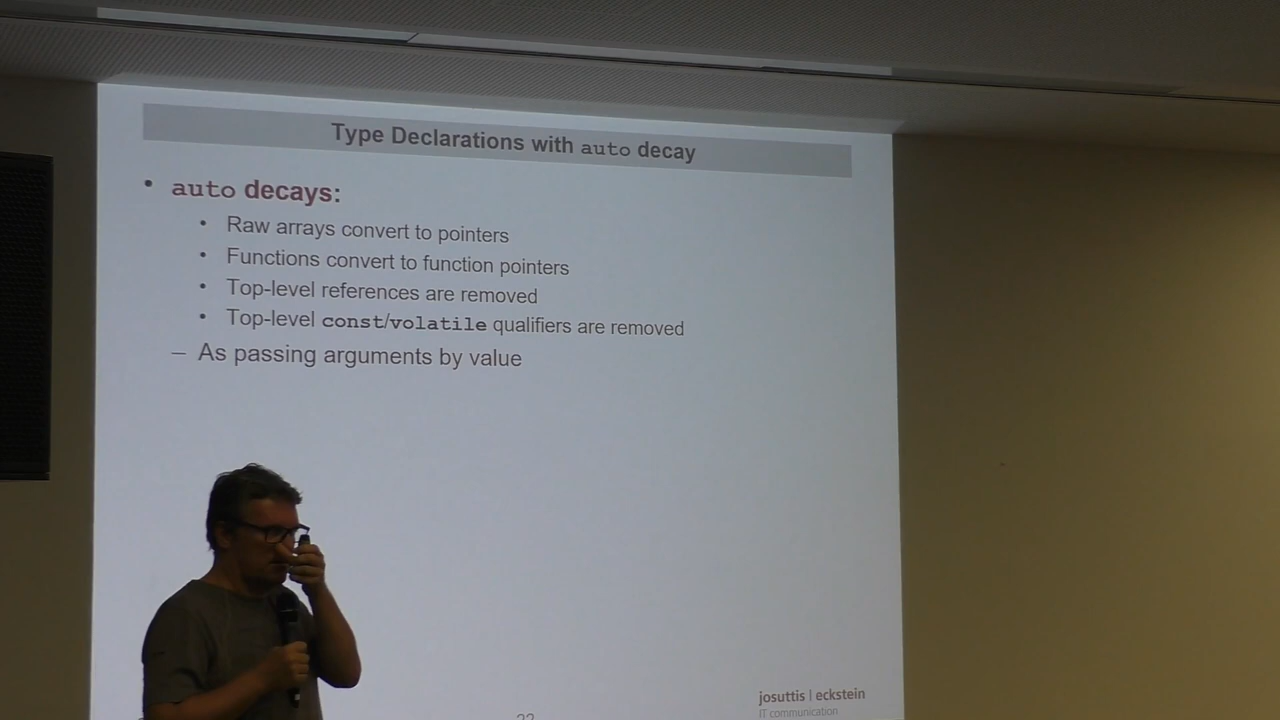 Type Declarations with auto decay
• auto decays:
• Raw arrays convert to pointers
• Functions convert to function pointers
• Top-level references are removed
• Top-level const/volatile qualifiers are removed
– As passing arguments by value
josuttis | eckstein
IT communication